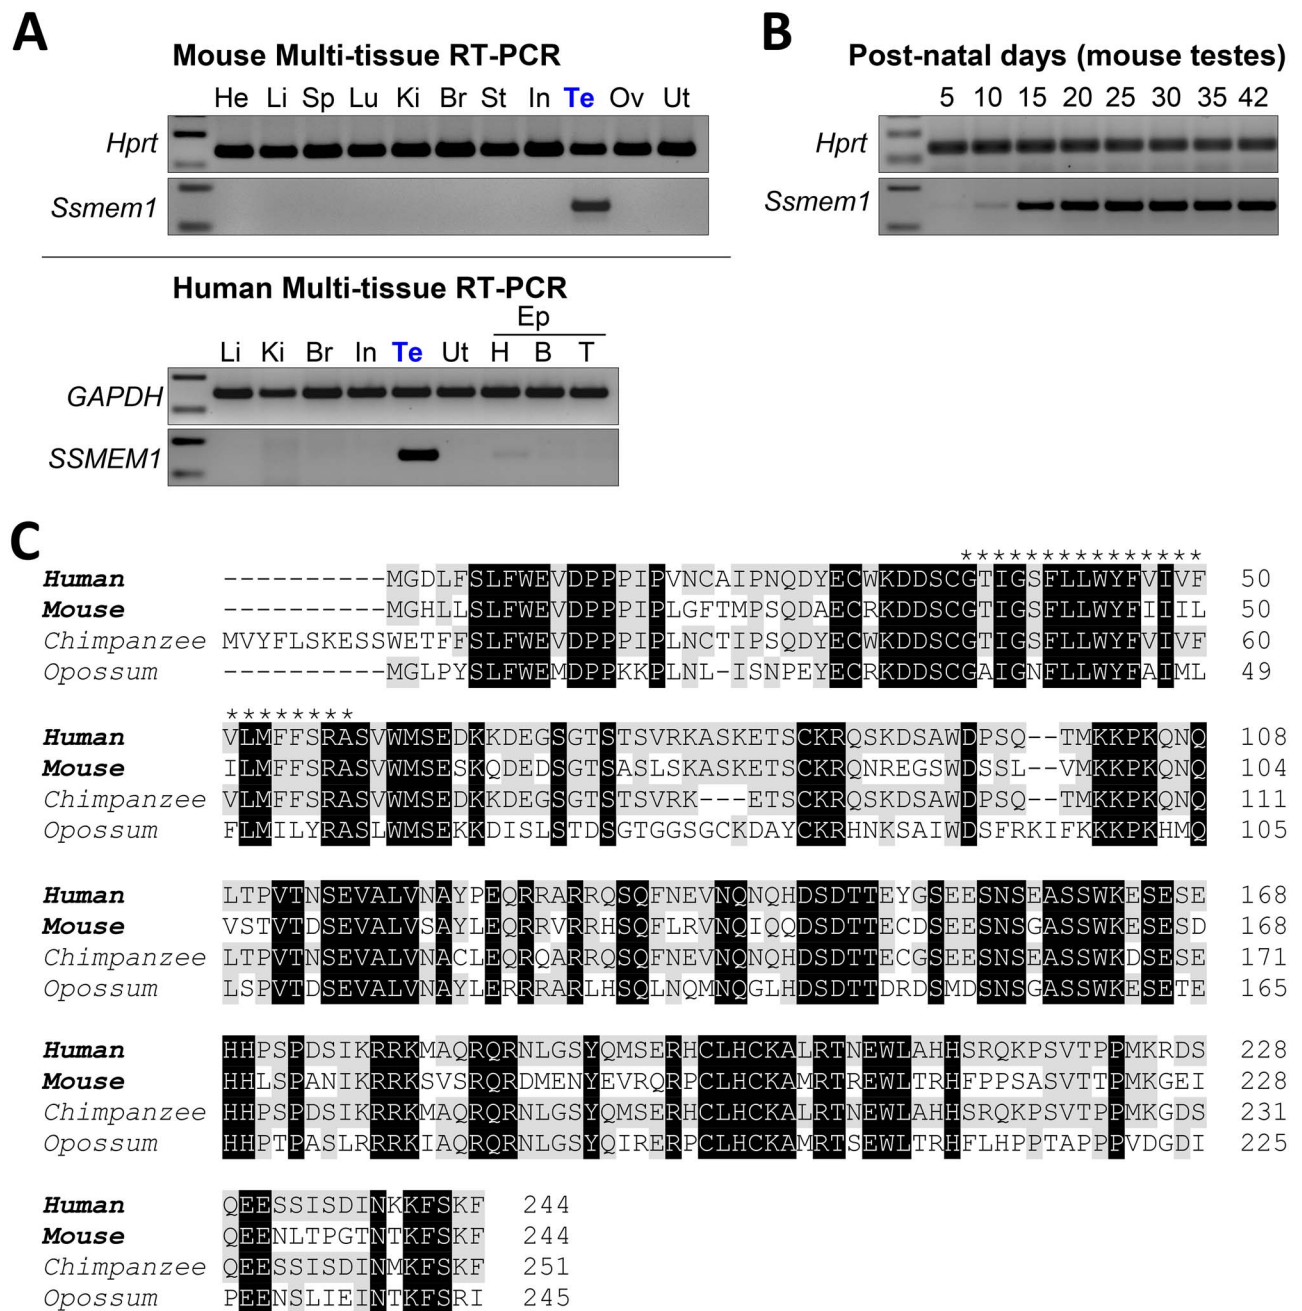 A
Mouse Multi-tissue RT-PCR
He Li Sp Lu Ki Br St In Te Ov Ut
Hprt
Ssmem1
Human Multi-tissue RT-PCR
Ep
Li Ki Br In Te Ut H B T
GAPDH
SSMEM1
B
Post-natal days (mouse testes)
5 10 15 20 25 30 35 42
Hprt
Ssmem1
C
***************
Human ----------MGDLFSLFWEVDPPPIPVNCAIPNQDYECWKDDSCGTIGSFLLWYFVIVF 50
Mouse ----------MGHLLSLFWEVDPPPIPLGFTMPSQDAECRKDDSCGTIGSFLLWYFIIIL 50
Chimpanzee MVYFLSKESSWETFFSLFWEVDPPPIPLNCTIPSQDYECWKDDSCGTIGSFLLWYFVIVF 60
Opossum ----------MGLPYSLFWEMDPPKKPLNL-ISNPEYECRKDDSCGAIGNFLLWYFAIML 49
********
Human VLMFFSRASVWMSEDKKDEGSGTSTSVRKASKETSCKRQSKDSAWDPSQ--TMKKPKQNQ 108
Mouse ILMFFSRASVWMSESKQDEDSGTSASLSKASKETSCKRQNREGSWDSSL--VMKKPKQNQ 104
Chimpanzee VLMFFSRASVWMSEDKKDEGSGTSTSVRK---ETSCKRQSKDSAWDPSQ--TMKKPKQNQ 111
Opossum FLMILYRASLWMSEKKDISLSTDSGTGGSGCKDAYCKRHNKSAIWDSFRKIFKKKPKHMQ 105
Human LTPVTNSEVALVNAYPEQRRARRQSQFNEVNQNQHDSDTTEYGSEESNSEASSWKESESE 168
Mouse VSTVTDSEVALVSAYLEQRRVRRHSQFLRVNQIQQDSDTTECDSEESNSGASSWKESESD 168
Chimpanzee LTPVTNSEVALVNACLEQRQARRQSQFNEVNQNQHDSDTTECGSEESNSEASSWKDSESE 171
Opossum LSPVTDSEVALVNAYLERRRARLHSQLNQMNQGLHDSDTTDRDSMDSNSGASSWKESETE 165
Human HHPSPDSIKRRKMAQRQRNLGSYQMSERHCLHCKALRTNEWLAHHSRQKPSVTPPMKRDS 228
Mouse HHLSPANIKRRKSVSRQRDMENYEVRQRPCLHCKAMRTREWLTRHFPPSASVTTPMKGEI 228
Chimpanzee HHPSPDSIKRRKMAQRQRNLGSYQMSERHCLHCKALRTNEWLAHHSRQKPSVTPPMKGDS 231
Opossum HHPTPASLRRRKIAQRQRNLGSYQIRERPCLHCKAMRTSEWLTRHFLHPPTAPPPVDGDI 225
Human QEESSISDINKKFSKF 244
Mouse QEENLTPGTNTKFSKF 244
Chimpanzee QEESSISDINMKFSKF 251
Opossum PEENSLIEINTKFSRI 245